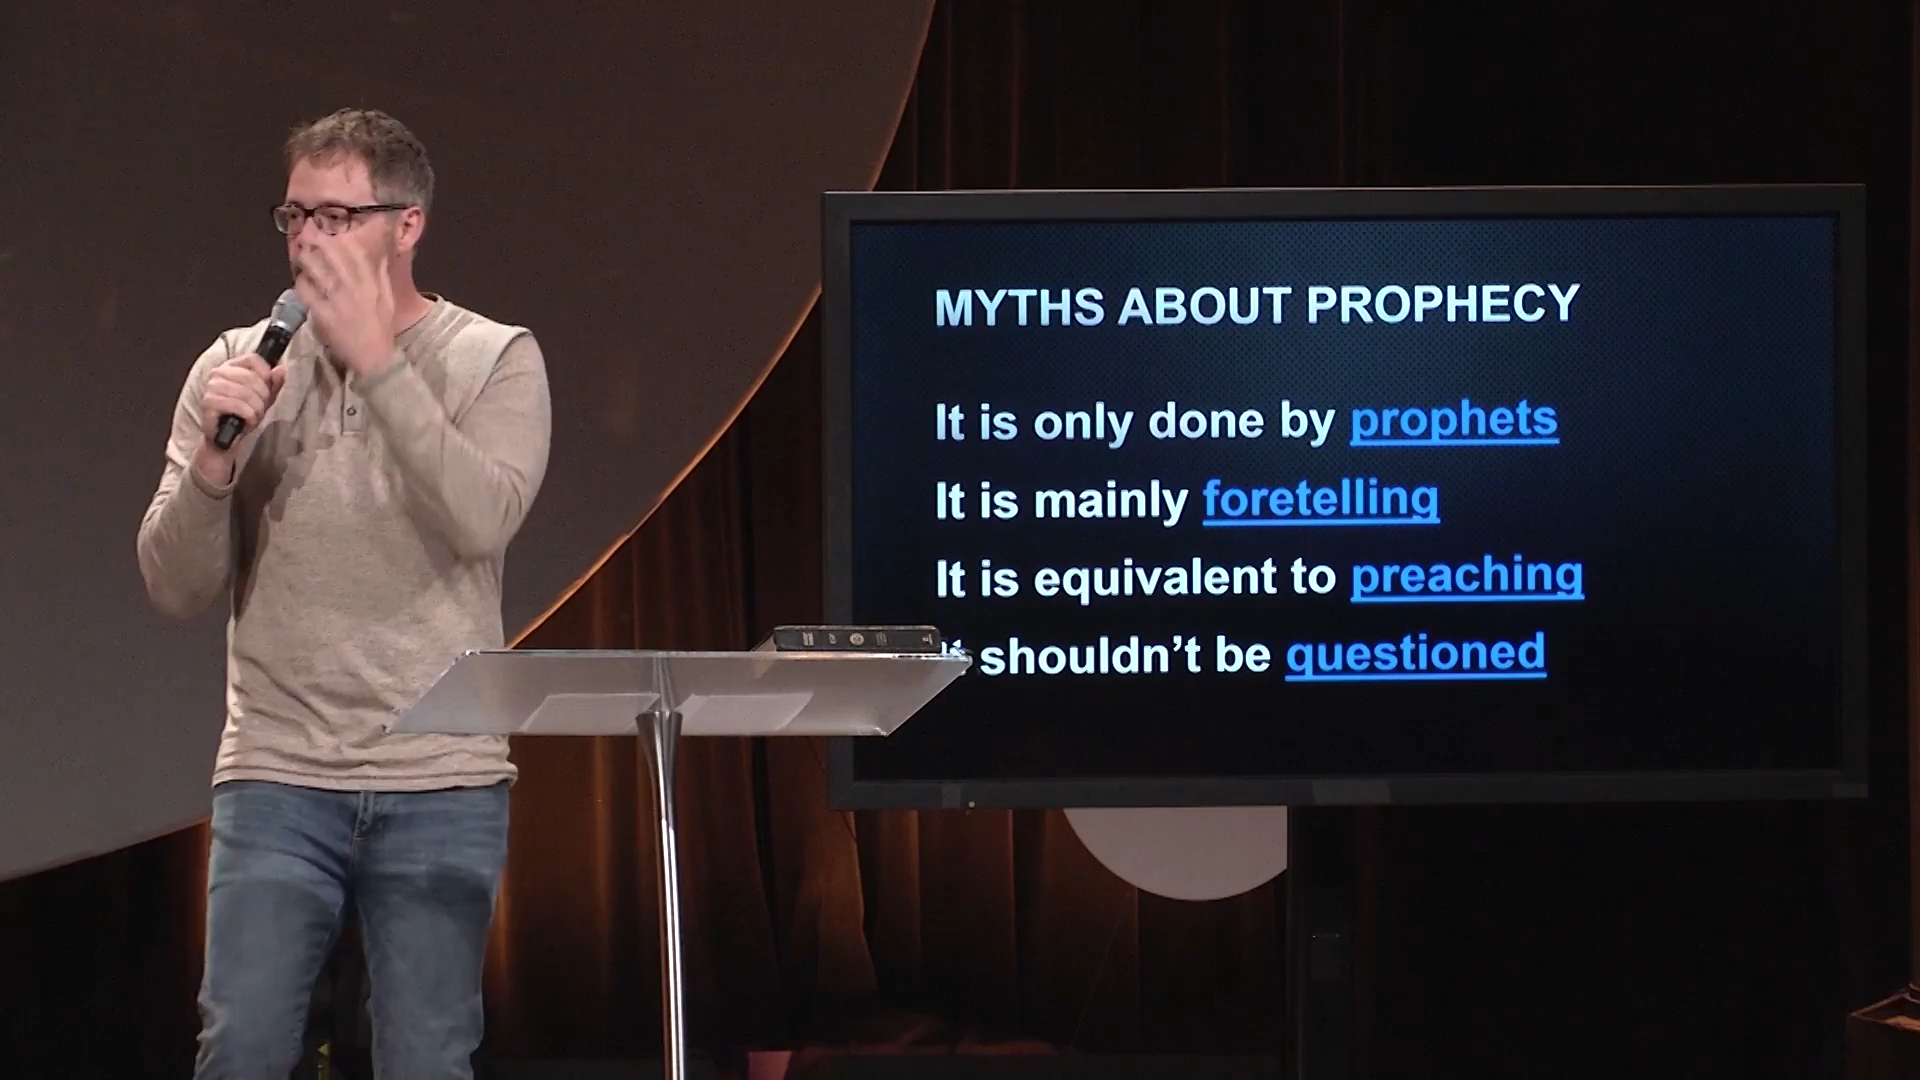 MYTHS ABOUT PROPHECY
It is only done by prophets
It is mainly foretelling
It is equivalent to preaching
It shouldn't be questioned